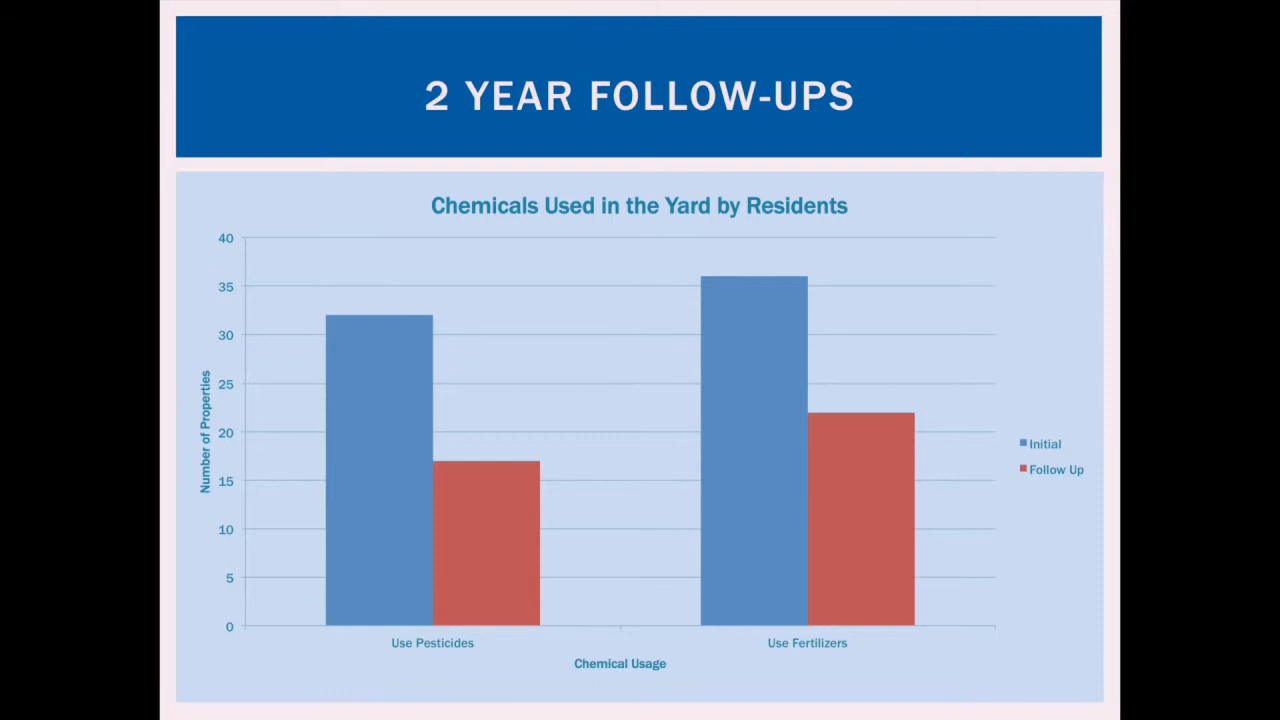 2 YEAR FOLLOW-UPS
Chemicals Used in the Yard by Residents
40
35
30
25
20
15
10
5
0
Number of Properties
Use Pesticides
Use Fertilizers
Chemical Usage
Initial
Follow Up